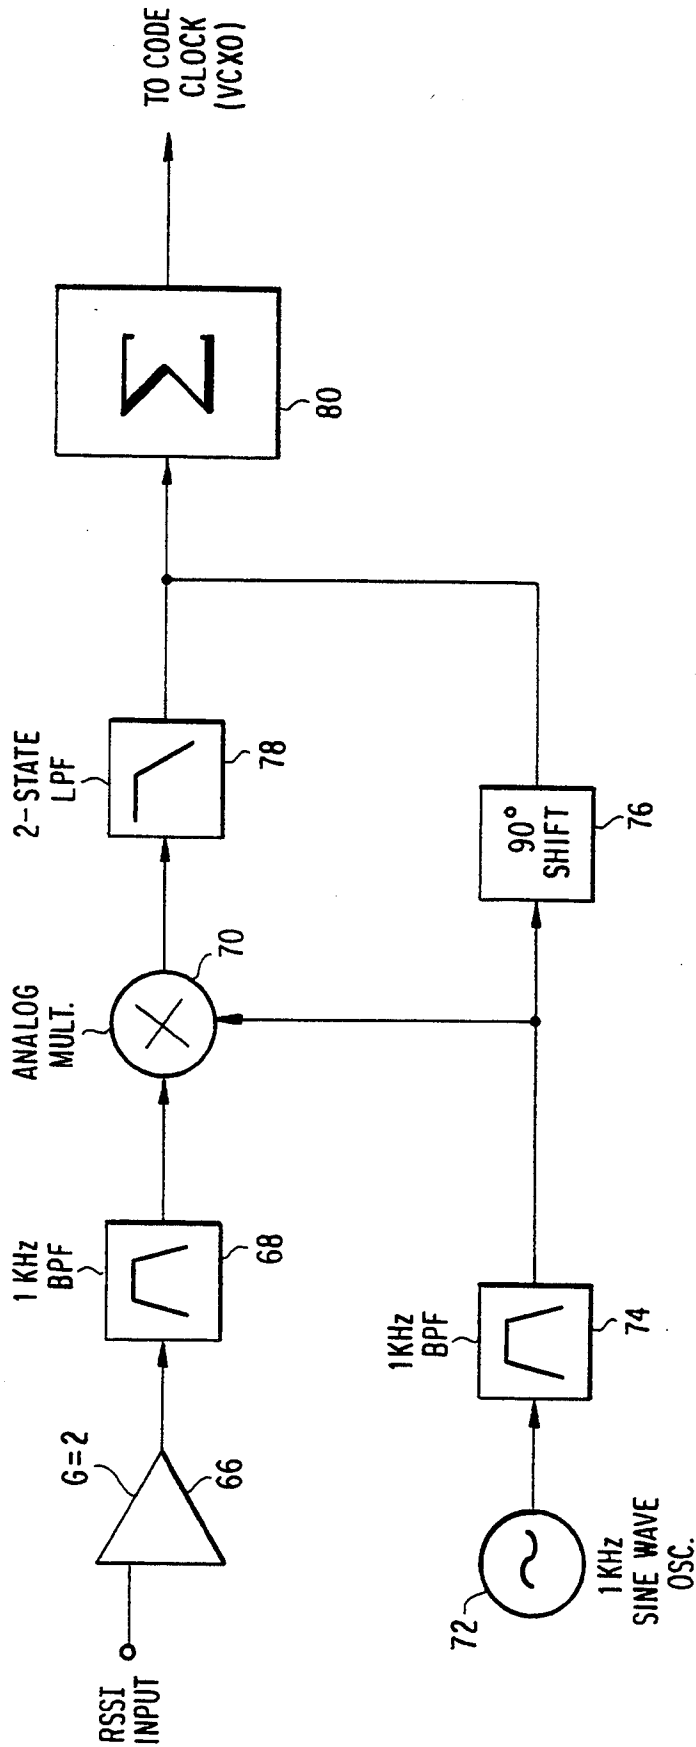 RSSI
INPUT
G=2
66
1 KHz
BPF
68
ANALOG
MULT.
70
2-STATE
LPF
78
80
TO CODE
CLOCK
(VCXO)
72
1 KHz
SINE WAVE
OSC.
1KHz
BPF
74
90°
SHIFT
76
Σ